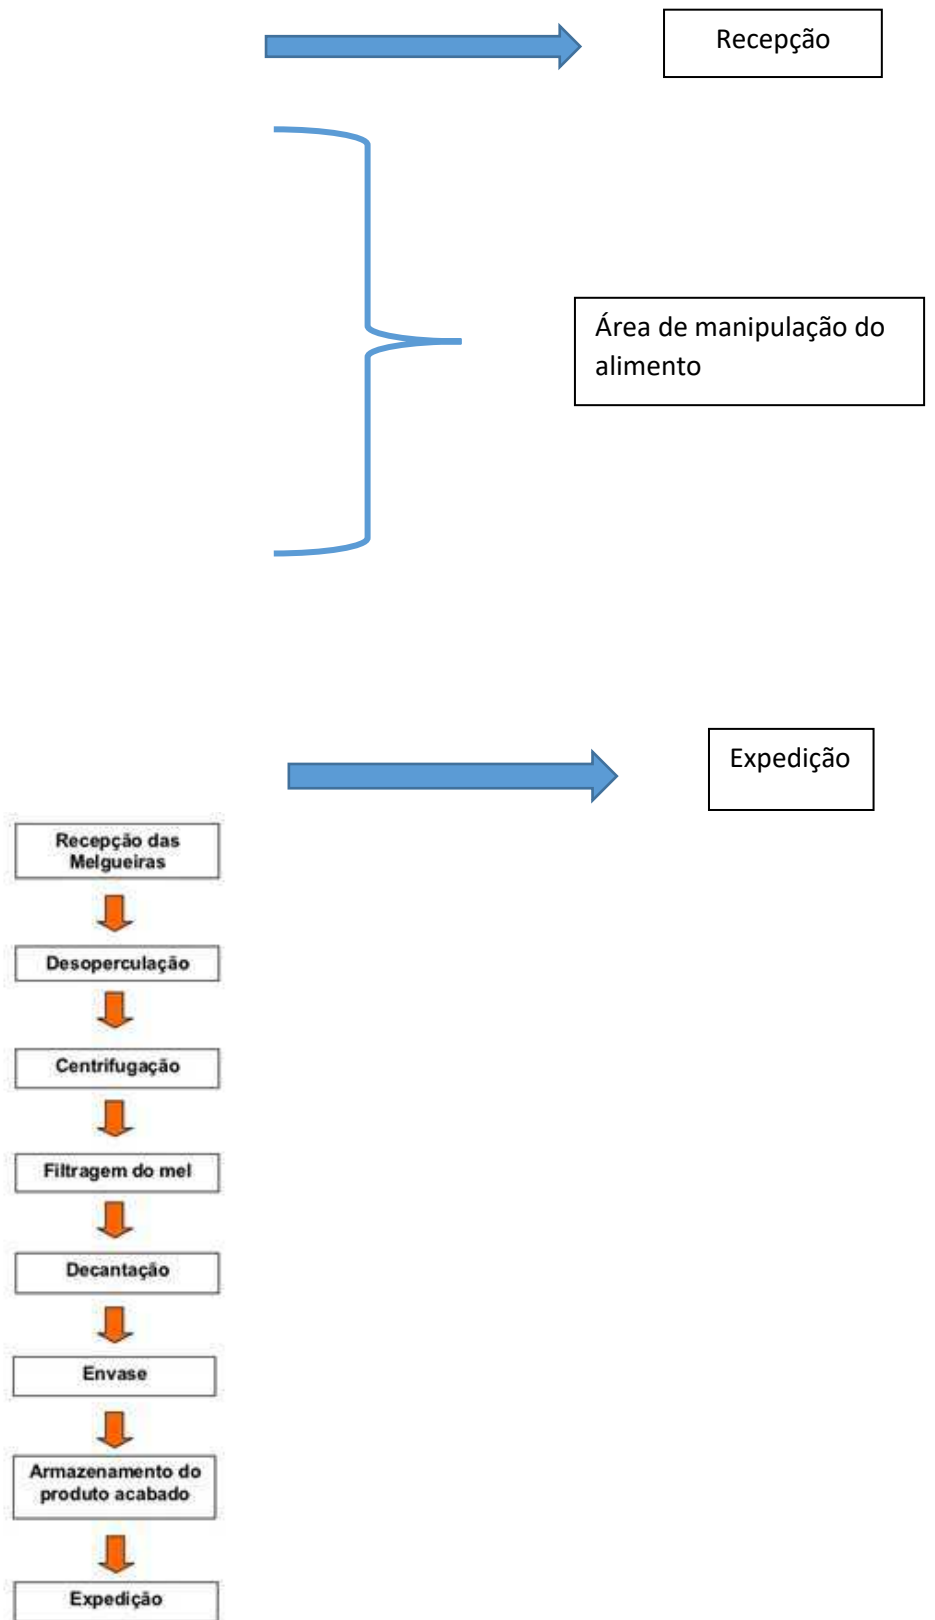 Recepção
Área de manipulação do
alimento
Expedição
Recepção das
Melgueiras
Desoperculação
Centrifugação
Filtragem do mel
Decantação
Envase
Armazenamento do
produto acabado
Expedição